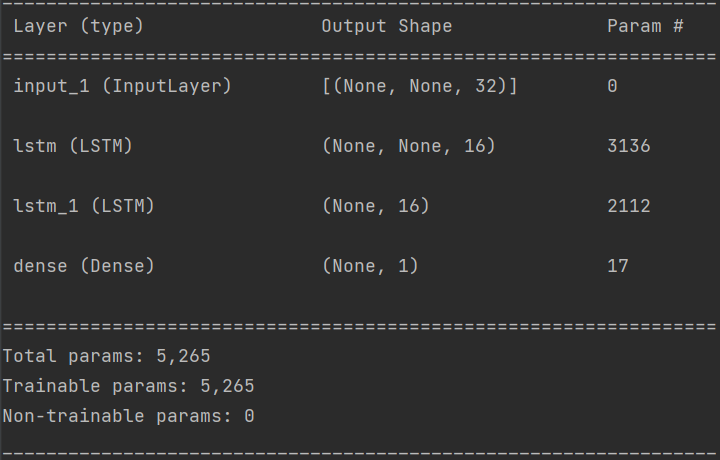 _________________________________________________________________
Layer (type) Output Shape Param #
=================================================================
input_1 (InputLayer) [(None, None, 32)] 0
lstm (LSTM) (None, None, 16) 3136
lstm_1 (LSTM) (None, 16) 2112
dense (Dense) (None, 1) 17
=================================================================
Total params: 5,265
Trainable params: 5,265
Non-trainable params: 0
_________________________________________________________________